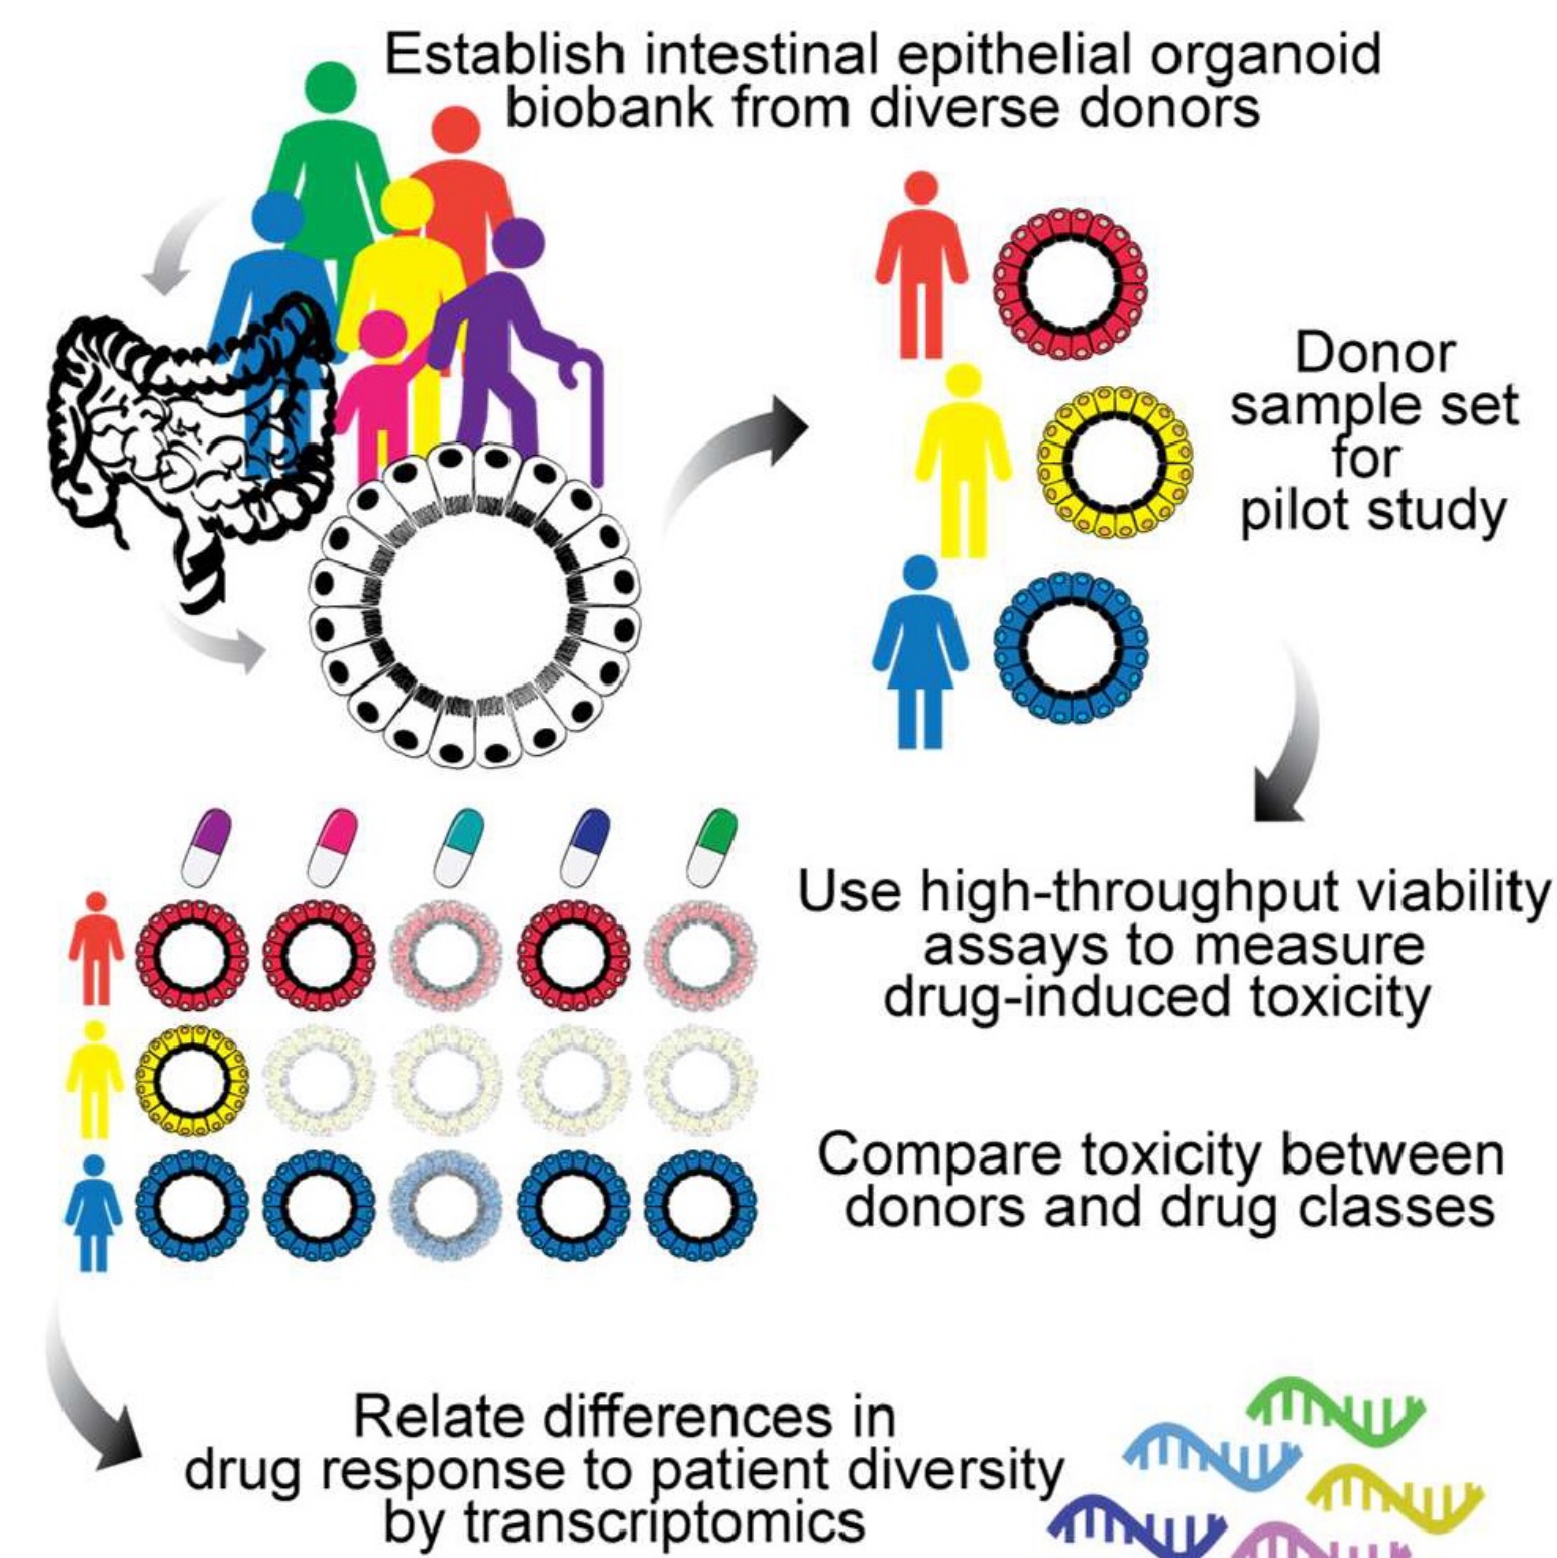 Establish intestinal epithelial organoid
biobank from diverse donors
Donor
sample set
for
pilot study
Use high-throughput viability
assays to measure
drug-induced toxicity
Compare toxicity between
donors and drug classes
Relate differences in
drug response to patient diversity
by transcriptomics